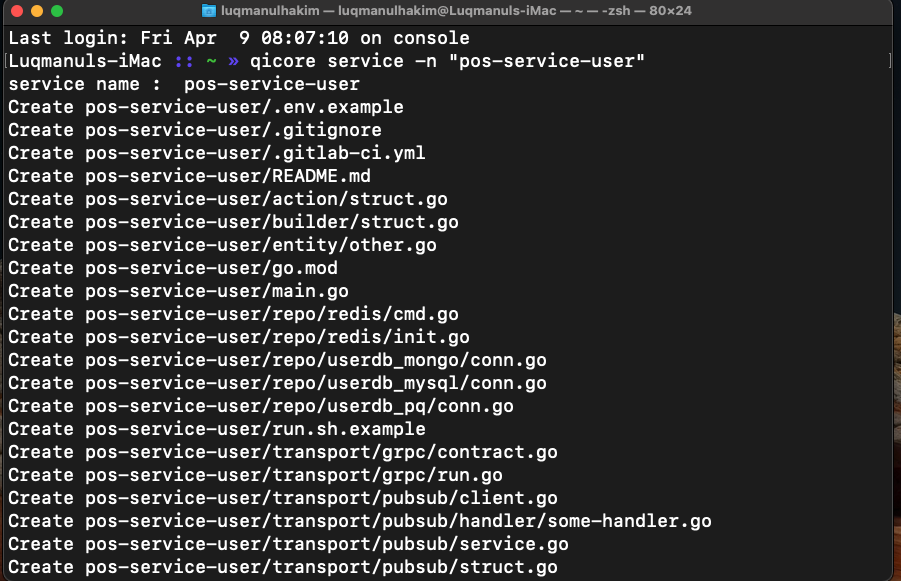 luqmanulhakim — luqmanulhakim@Luqmanuls-iMac — ~ — -zsh — 80×24
Last login: Fri Apr  9 08:07:10 on console
[Luqmanuls-iMac :: ~ » qicore service -n "pos-service-user" ]
service name :  pos-service-user
Create pos-service-user/.env.example
Create pos-service-user/.gitignore
Create pos-service-user/.gitlab-ci.yml
Create pos-service-user/README.md
Create pos-service-user/action/struct.go
Create pos-service-user/builder/struct.go
Create pos-service-user/entity/other.go
Create pos-service-user/go.mod
Create pos-service-user/main.go
Create pos-service-user/repo/redis/cmd.go
Create pos-service-user/repo/redis/init.go
Create pos-service-user/repo/userdb_mongo/conn.go
Create pos-service-user/repo/userdb_mysql/conn.go
Create pos-service-user/repo/userdb_pq/conn.go
Create pos-service-user/run.sh.example
Create pos-service-user/transport/grpc/contract.go
Create pos-service-user/transport/grpc/run.go
Create pos-service-user/transport/pubsub/client.go
Create pos-service-user/transport/pubsub/handler/some-handler.go
Create pos-service-user/transport/pubsub/service.go
Create pos-service-user/transport/pubsub/struct.go